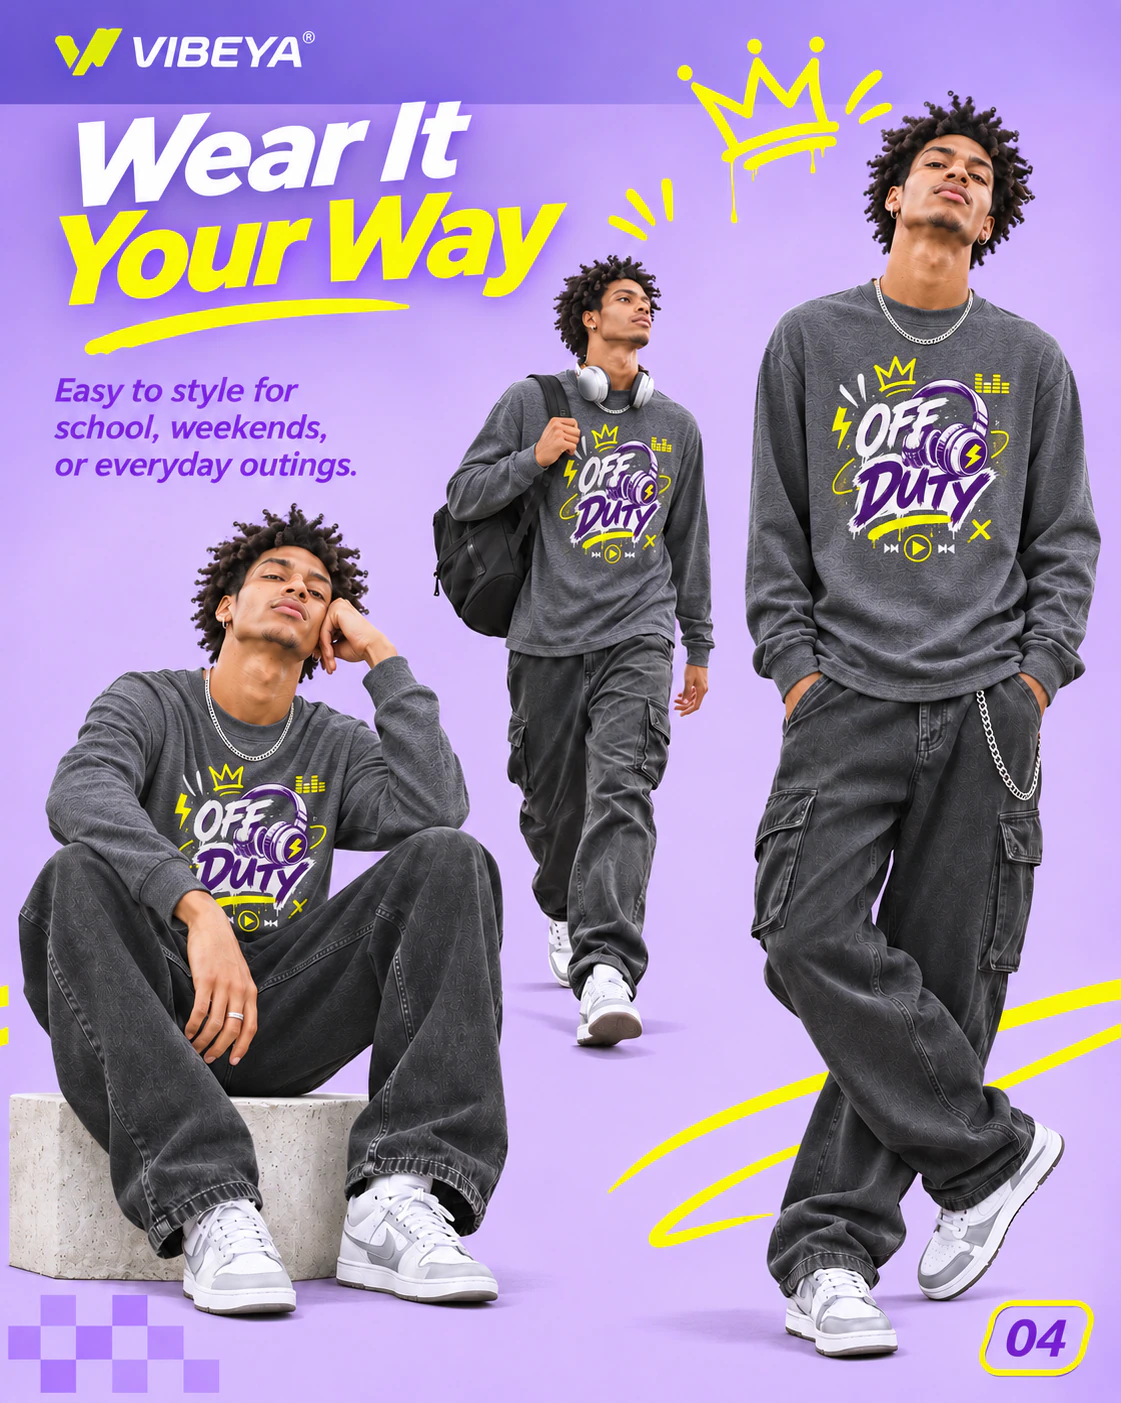 VIBEYA®
Wear It
Your Way
Easy to style for
school, weekends,
or everyday outings.
OFF
DUTY
OFF
DUTY
OFF
DUTY
04